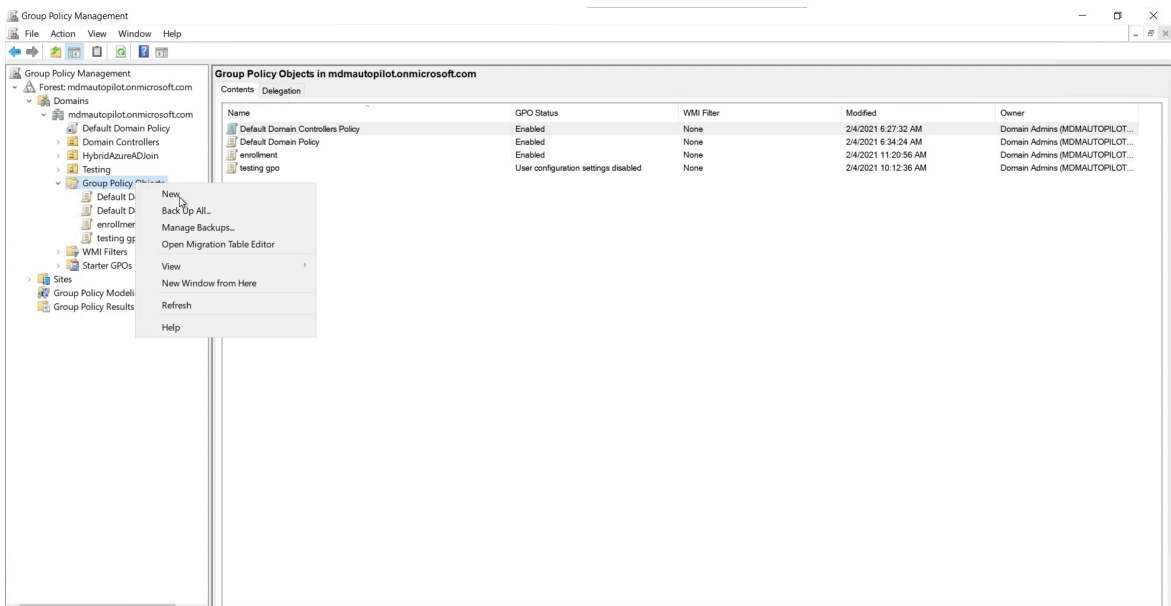 Group Policy Management
File Action View Window Help
Group Policy Management
Forest: mdmautopilot.onmicrosoft.com
Domains
mdmautopilot.onmicrosoft.com
Default Domain Policy
Domain Controllers
HybridAzureADJoin
Testing
Group Policy Objects
Default D
Default D
enrollmer
testing gp
WMI Filters
Starter GPOs
Sites
Group Policy Modeli
Group Policy Results
New
Back Up All...
Manage Backups...
Open Migration Table Editor
View
New Window from Here
Refresh
Help
Group Policy Objects in mdmautopilot.onmicrosoft.com
Contents Delegation
Name GPO Status WMI Filter Modified Owner
Default Domain Controllers Policy Enabled None 2/4/2021 6:27:32 AM Domain Admins (MDMAUTOPILOT...
Default Domain Policy Enabled None 2/4/2021 6:34:24 AM Domain Admins (MDMAUTOPILOT...
enrollment Enabled None 2/4/2021 11:20:56 AM Domain Admins (MDMAUTOPILOT...
testing gpo User configuration settings disabled None 2/4/2021 10:12:36 AM Domain Admins (MDMAUTOPILOT...